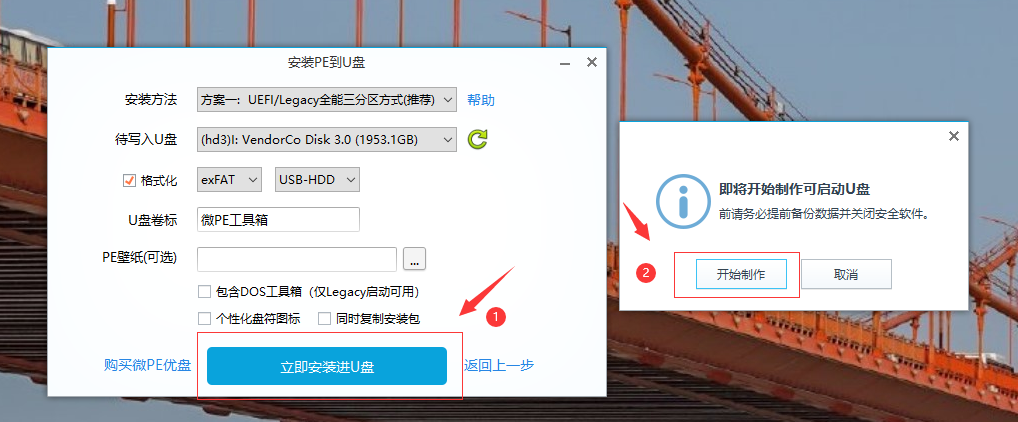 安装PE到U盘
安装方法 方案一：UEFI/Legacy全能三分区方式(推荐) 帮助
待写入U盘 (hd3)I: VendorCo Disk 3.0 (1953.1GB)
格式化 exFAT USB-HDD
U盘卷标 微PE工具箱
PE壁纸(可选) ...
包含DOS工具箱（仅Legacy启动可用）
个性化盘符图标 同时复制安装包
1
购买微PE优盘 立即安装进U盘 返回上一步
即将开始制作可启动U盘
前请务必提前备份数据并关闭安全软件。
2 开始制作 取消